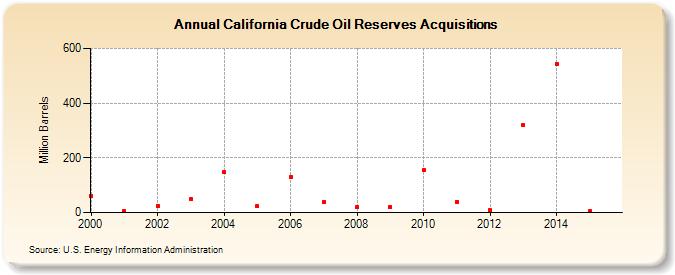 Annual California Crude Oil Reserves Acquisitions
Million Barrels
600
400
200
0
2000 2002 2004 2006 2008 2010 2012 2014
Source: U.S. Energy Information Administration